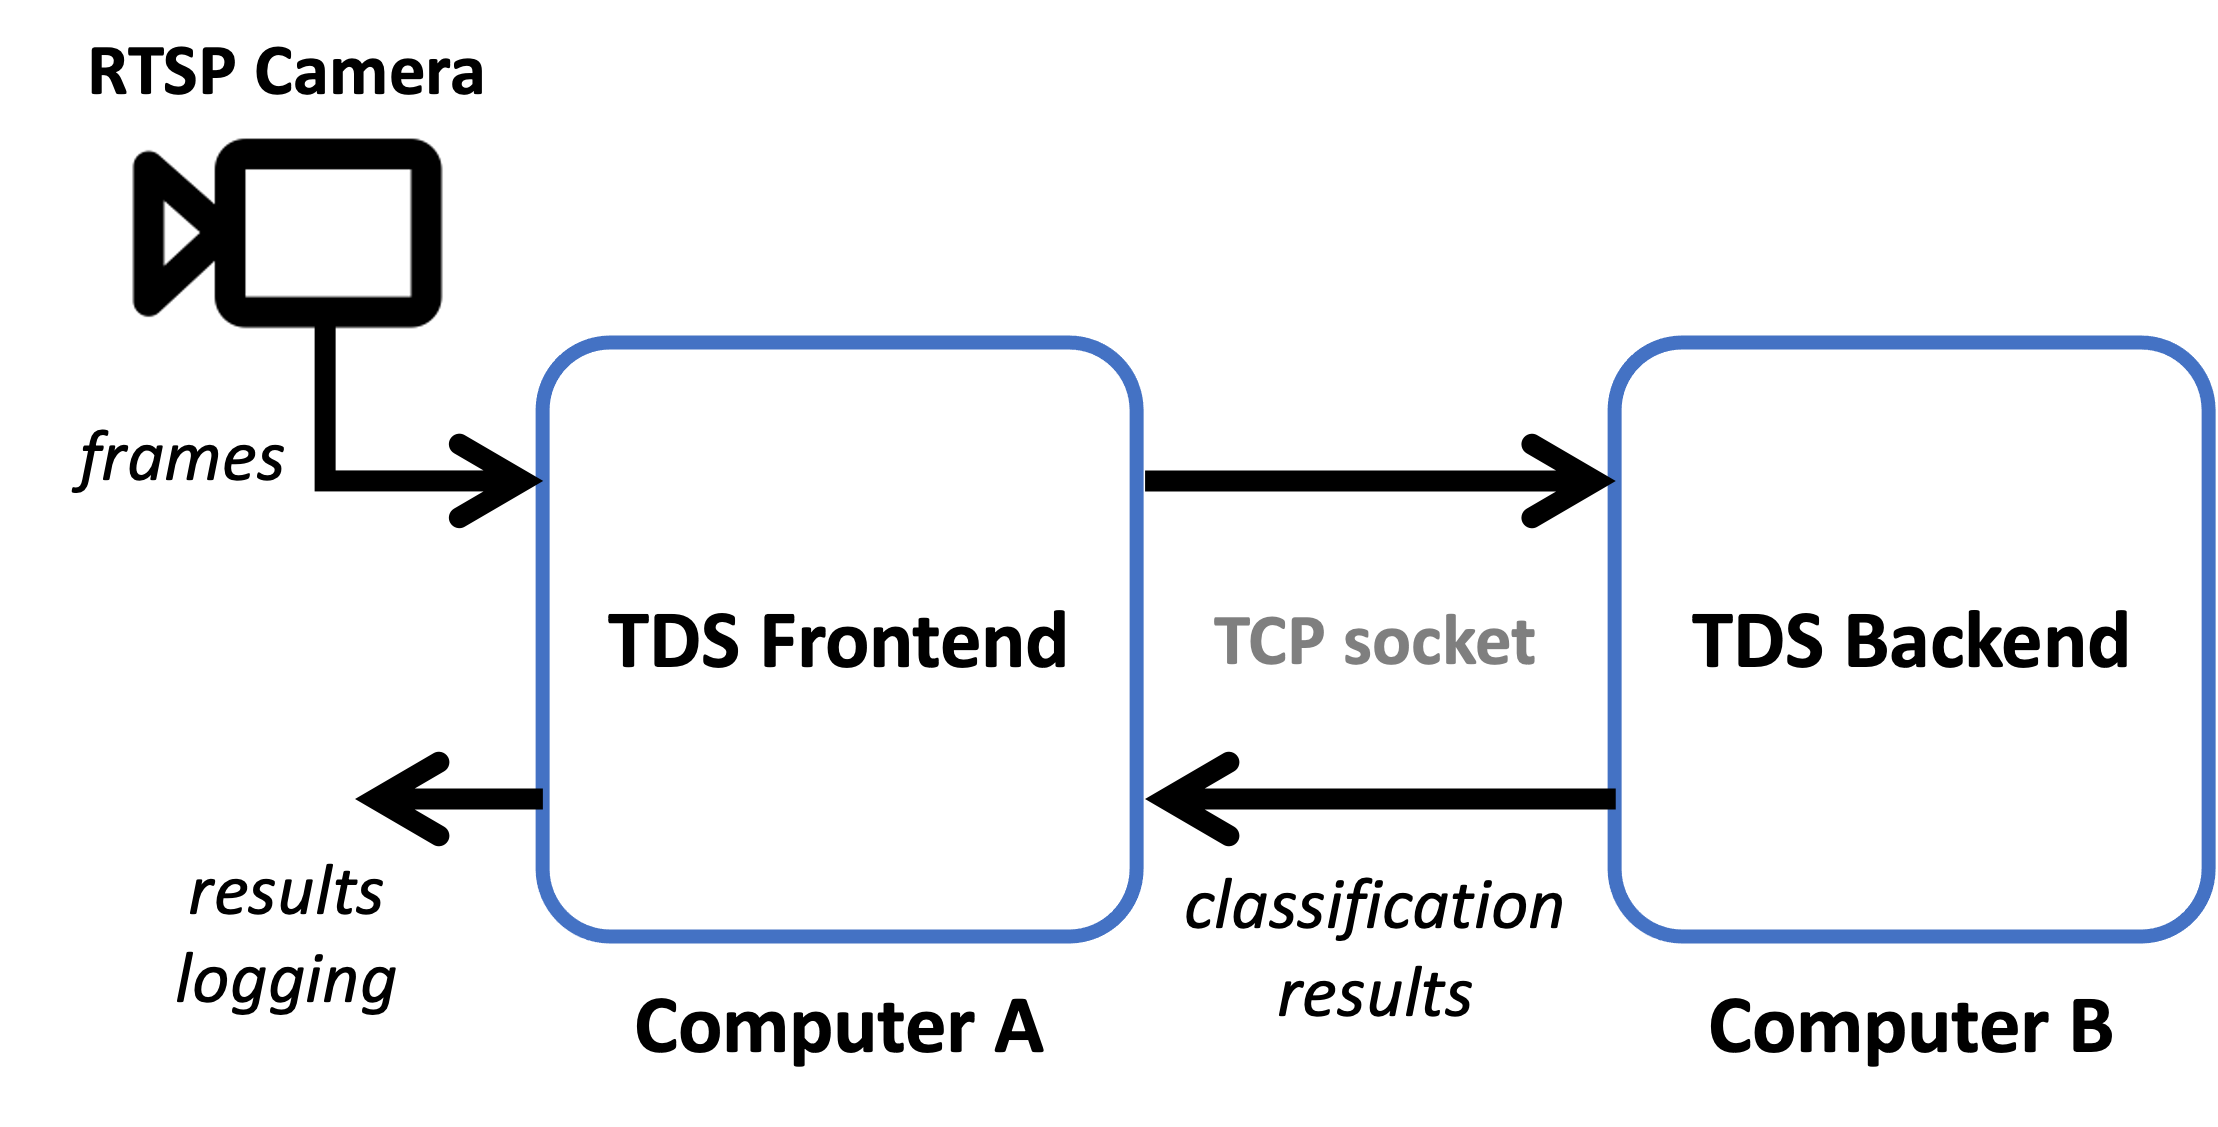 RTSP Camera
frames
TDS Frontend
TCP socket
TDS Backend
results
logging
classification
results
Computer A
Computer B